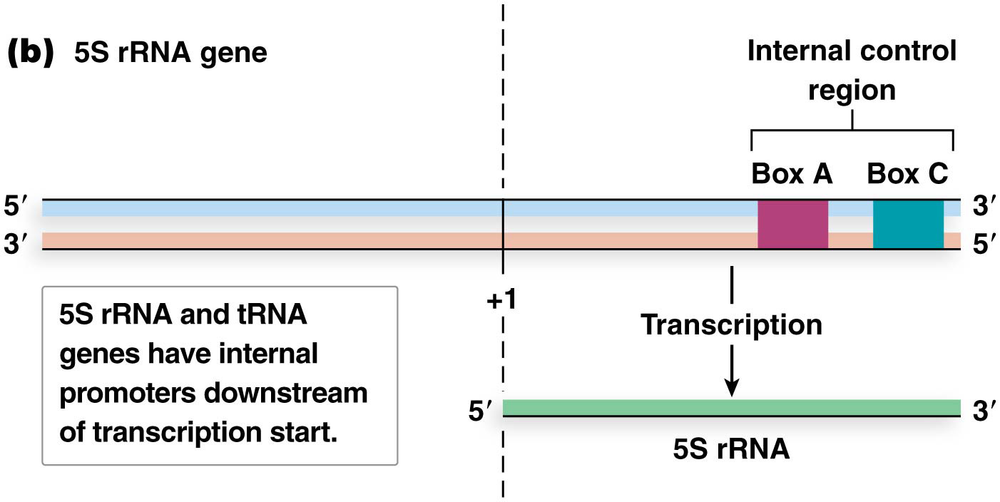 (b) 5S rRNA gene
Internal control
region
Box A Box C
5′ 3′
3′ 5′
+1
5S rRNA and tRNA
genes have internal
promoters downstream
of transcription start.
Transcription
5′ 3′
5S rRNA